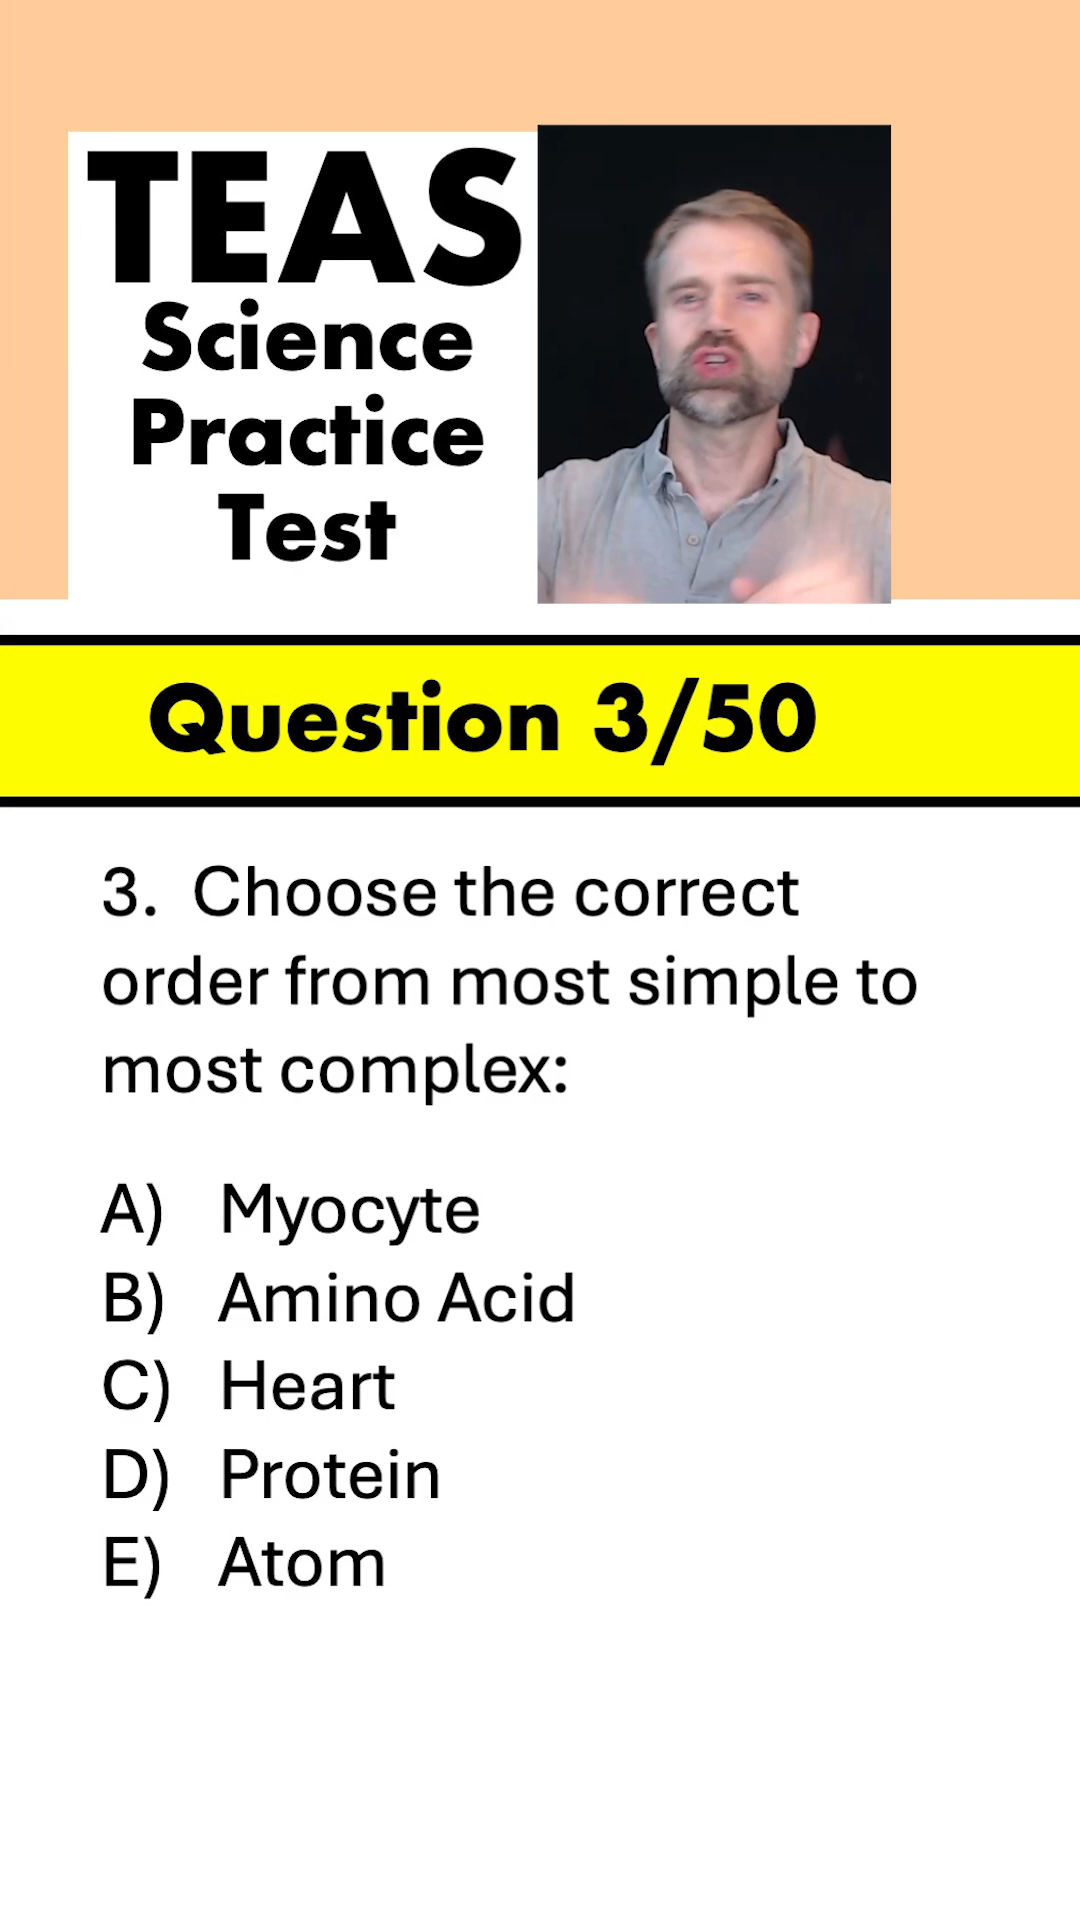 TEAS
Science
Practice
Test
Question 3/50
3. Choose the correct
order from most simple to
most complex:
A) Myocyte
B) Amino Acid
C) Heart
D) Protein
E) Atom